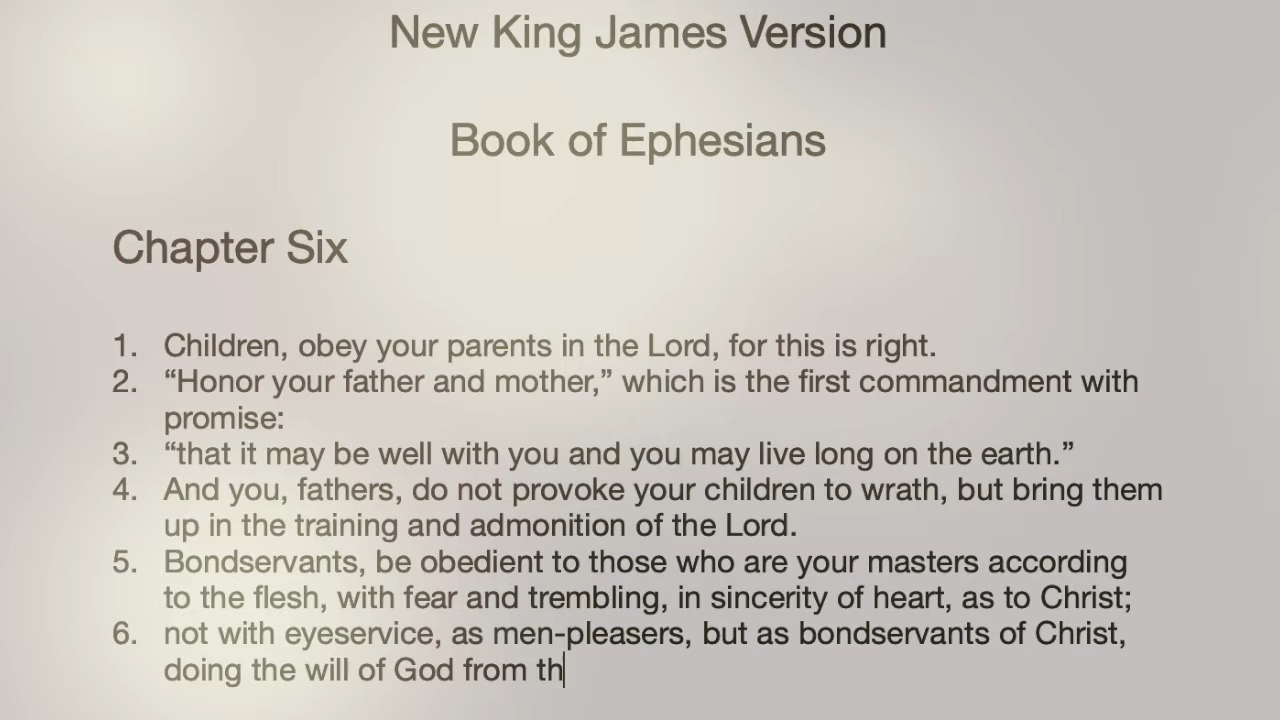 New King James Version
Book of Ephesians
Chapter Six
1. Children, obey your parents in the Lord, for this is right.
2. “Honor your father and mother,” which is the first commandment with
promise:
3. “that it may be well with you and you may live long on the earth.”
4. And you, fathers, do not provoke your children to wrath, but bring them
up in the training and admonition of the Lord.
5. Bondservants, be obedient to those who are your masters according
to the flesh, with fear and trembling, in sincerity of heart, as to Christ;
6. not with eyeservice, as men-pleasers, but as bondservants of Christ,
doing the will of God from th